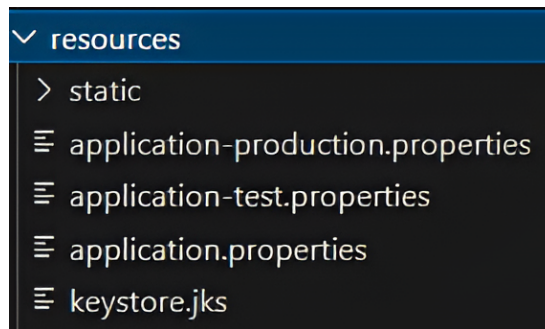 resources
static
application-production.properties
application-test.properties
application.properties
keystore.jks